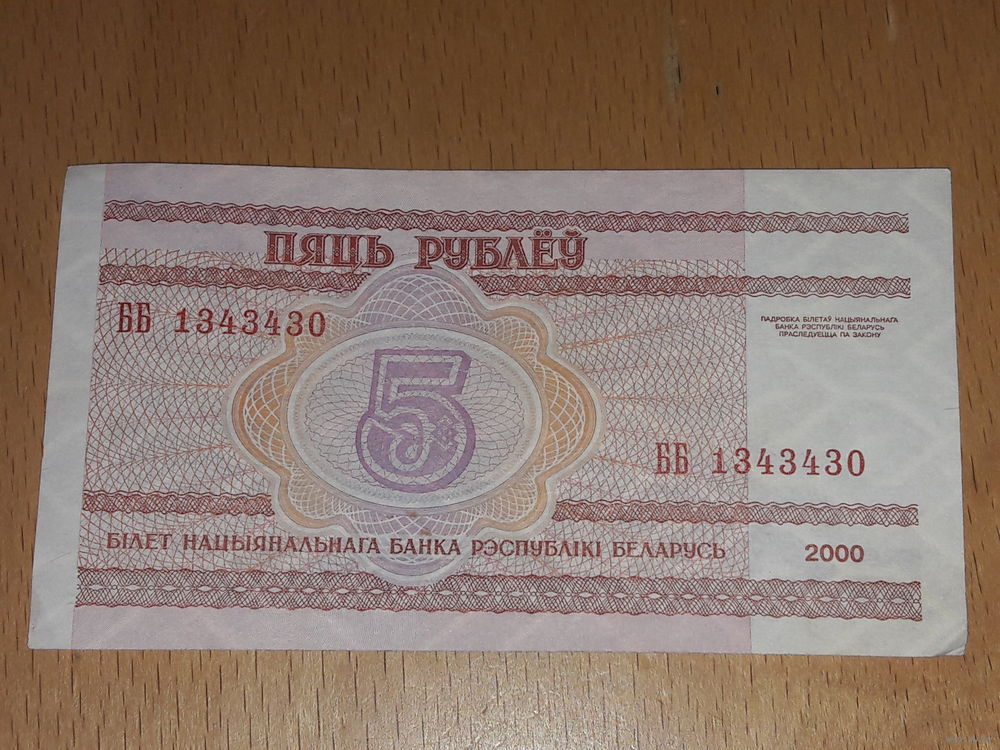 ПЯЦЬ РУБЛЁЎ
ББ 1343430
ПАДРОБКА БІЛЕТАЎ НАЦЫЯНАЛЬНАГА
БАНКА РЭСПУБЛІКІ БЕЛАРУСЬ
ПРАСЛЕДУЕЦЦА ПА ЗАКОНУ
5
ББ 1343430
БІЛЕТ НАЦЫЯНАЛЬНАГА БАНКА РЭСПУБЛІКІ БЕЛАРУСЬ
2000